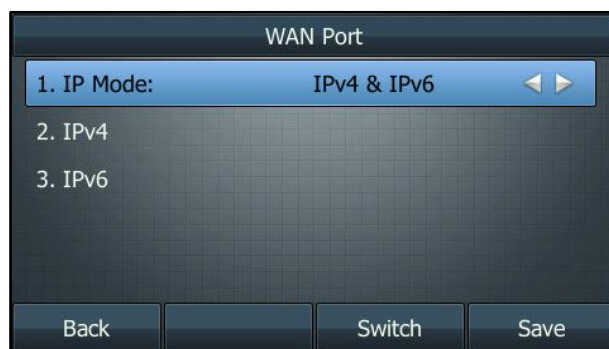 WAN Port
1. IP Mode: IPv4 & IPv6
2. IPv4
3. IPv6
Back Switch Save